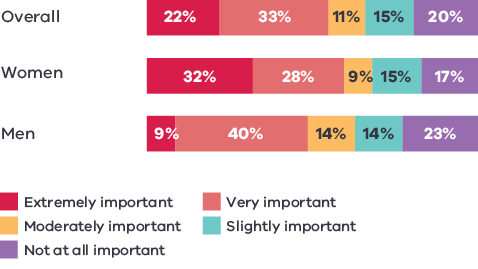 Overall 22% 33% 11% 15% 20%
Women 32% 28% 9% 15% 17%
Men 9% 40% 14% 14% 23%
Extremely important Very important
Moderately important Slightly important
Not at all important